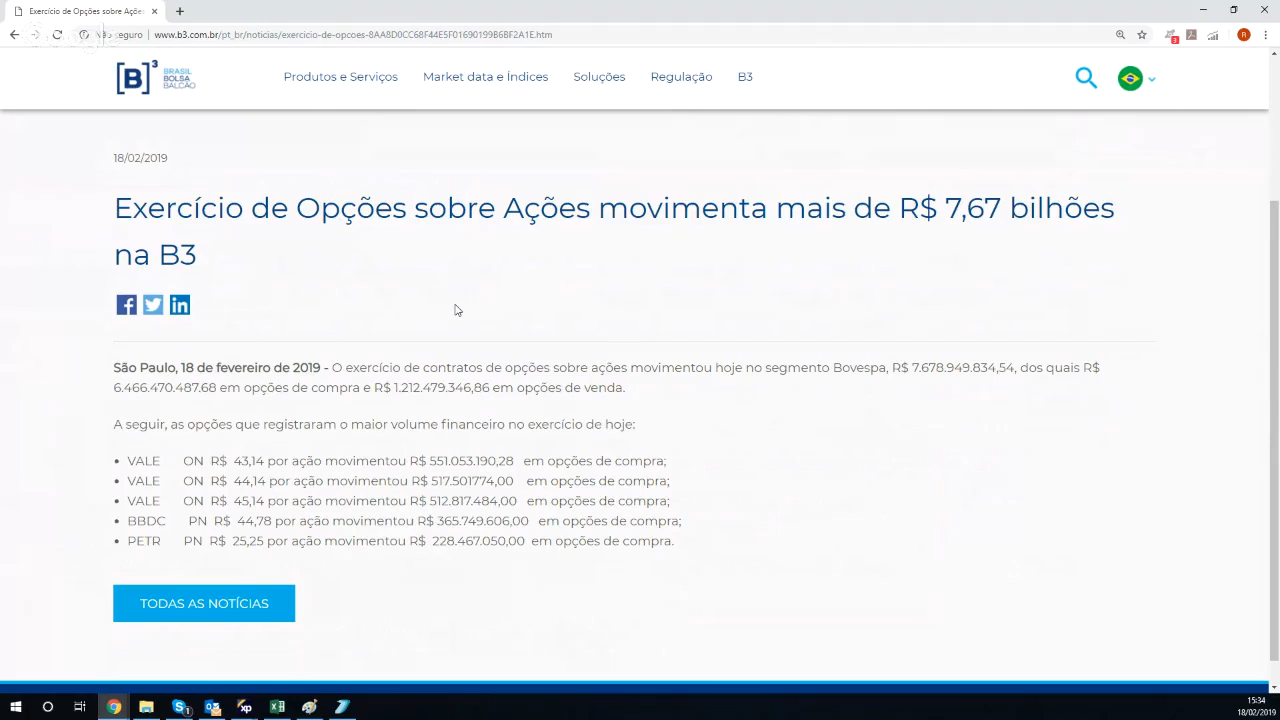 Exercício de Opções sobre Açõe
www.b3.com.br/pt_br/noticias/exercicio-de-opcoes-8AA8D0CC68F44E5F01690199B6BF2A1E.htm
[B]³ BRASIL
BOLSA
BALCÃO
Produtos e Serviços Market data e Índices Soluções Regulação B3
18/02/2019
Exercício de Opções sobre Ações movimenta mais de R$ 7,67 bilhões
na B3
São Paulo, 18 de fevereiro de 2019 - O exercício de contratos de opções sobre ações movimentou hoje no segmento Bovespa, R$ 7.678.949.834,54, dos quais R$
6.466.470.487.68 em opções de compra e R$ 1.212.479.346,86 em opções de venda.
A seguir, as opções que registraram o maior volume financeiro no exercício de hoje:
• VALE ON R$ 43,14 por ação movimentou R$ 551.053.190,28 em opções de compra;
• VALE ON R$ 44,14 por ação movimentou R$ 517.501774,00 em opções de compra;
• VALE ON R$ 45,14 por ação movimentou R$ 512.817.484,00 em opções de compra;
• BBDC PN R$ 44,78 por ação movimentou R$ 365.749.606,00 em opções de compra;
• PETR PN R$ 25,25 por ação movimentou R$ 228.467.050,00 em opções de compra.
TODAS AS NOTÍCIAS
15:34
18/02/2019